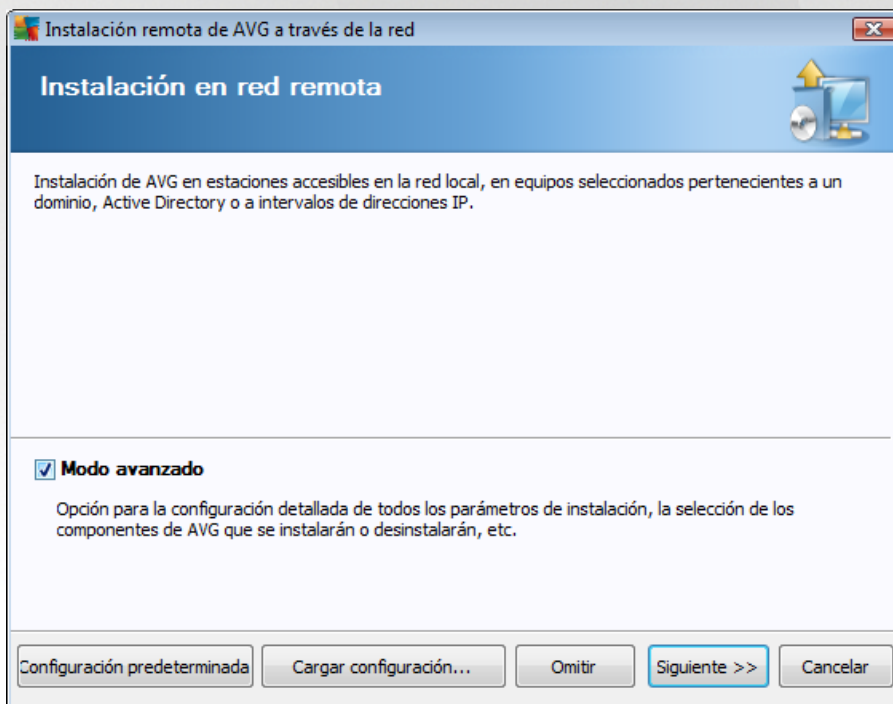 Instalación remota de AVG a través de la red
Instalación en red remota
Instalación de AVG en estaciones accesibles en la red local, en equipos seleccionados pertenecientes a un
dominio, Active Directory o a intervalos de direcciones IP.
Modo avanzado
Opción para la configuración detallada de todos los parámetros de instalación, la selección de los
componentes de AVG que se instalarán o desinstalarán, etc.
Configuración predeterminada
Cargar configuración...
Omitir
Siguiente >>
Cancelar